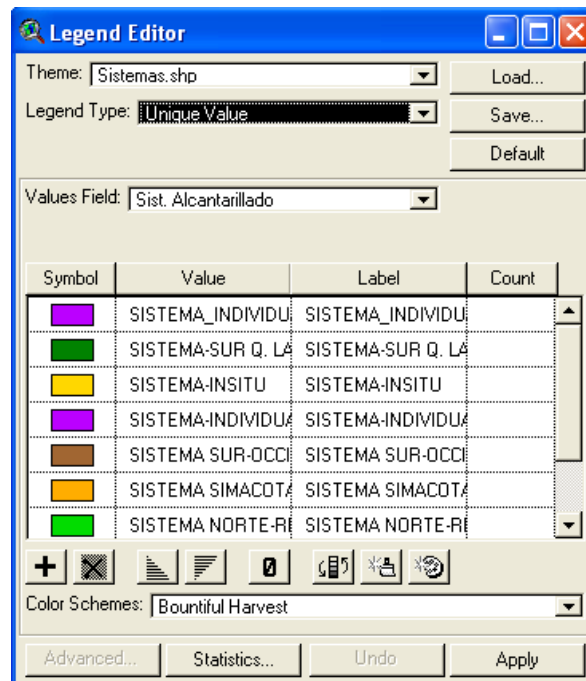 Legend Editor
Theme: Sistemas.shp
Load...
Legend Type: Unique Value
Save...
Default
Values Field: Sist. Alcantarillado
Symbol Value Label Count
SISTEMA_INDIVIDU SISTEMA_INDIVIDU
SISTEMA-SUR Q. LA SISTEMA-SUR Q. LA
SISTEMA-INSITU SISTEMA-INSITU
SISTEMA-INDIVIDUA SISTEMA-INDIVIDUA
SISTEMA SUR-OCCI SISTEMA SUR-OCCI
SISTEMA SIMACOTA SISTEMA SIMACOTA
SISTEMA NORTE-RI SISTEMA NORTE-RI
0
Color Schemes: Bountiful Harvest
Advanced... Statistics... Undo Apply